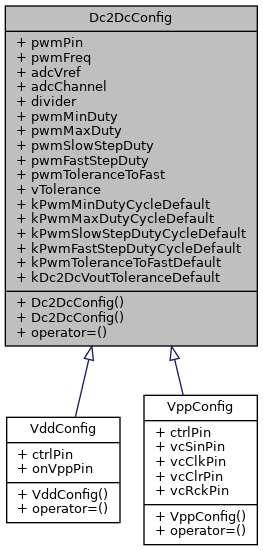 Dc2DcConfig
+ pwmPin
+ pwmFreq
+ adcVref
+ adcChannel
+ divider
+ pwmMinDuty
+ pwmMaxDuty
+ pwmSlowStepDuty
+ pwmFastStepDuty
+ pwmToleranceToFast
+ vTolerance
+ kPwmMinDutyCycleDefault
+ kPwmMaxDutyCycleDefault
+ kPwmSlowStepDutyCycleDefault
+ kPwmFastStepDutyCycleDefault
+ kPwmToleranceToFastDefault
+ kDc2DcVoutToleranceDefault
+ Dc2DcConfig()
+ Dc2DcConfig()
+ operator=()
VddConfig
+ ctrlPin
+ onVppPin
+ VddConfig()
+ operator=()
VppConfig
+ ctrlPin
+ vcSinPin
+ vcClkPin
+ vcClrPin
+ vcRckPin
+ VppConfig()
+ operator=()